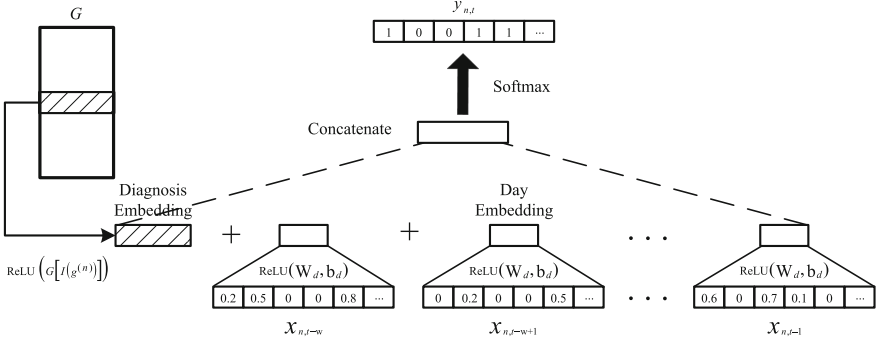 G
y n,t
1 0 0 1 1 ...
Softmax
Concatenate
Diagnosis
Embedding
Day
Embedding
+ + . . .
ReLU(G[I(g(n))])
ReLU(Wd,bd) ReLU(Wd,bd) ReLU(Wd,bd)
0.2 0.5 0 0 0.8 ... 0 0.2 0 0 0.5 ... . . . 0.6 0 0.7 0.1 0 ...
x n,t−w x n,t−w+1 x n,t−1